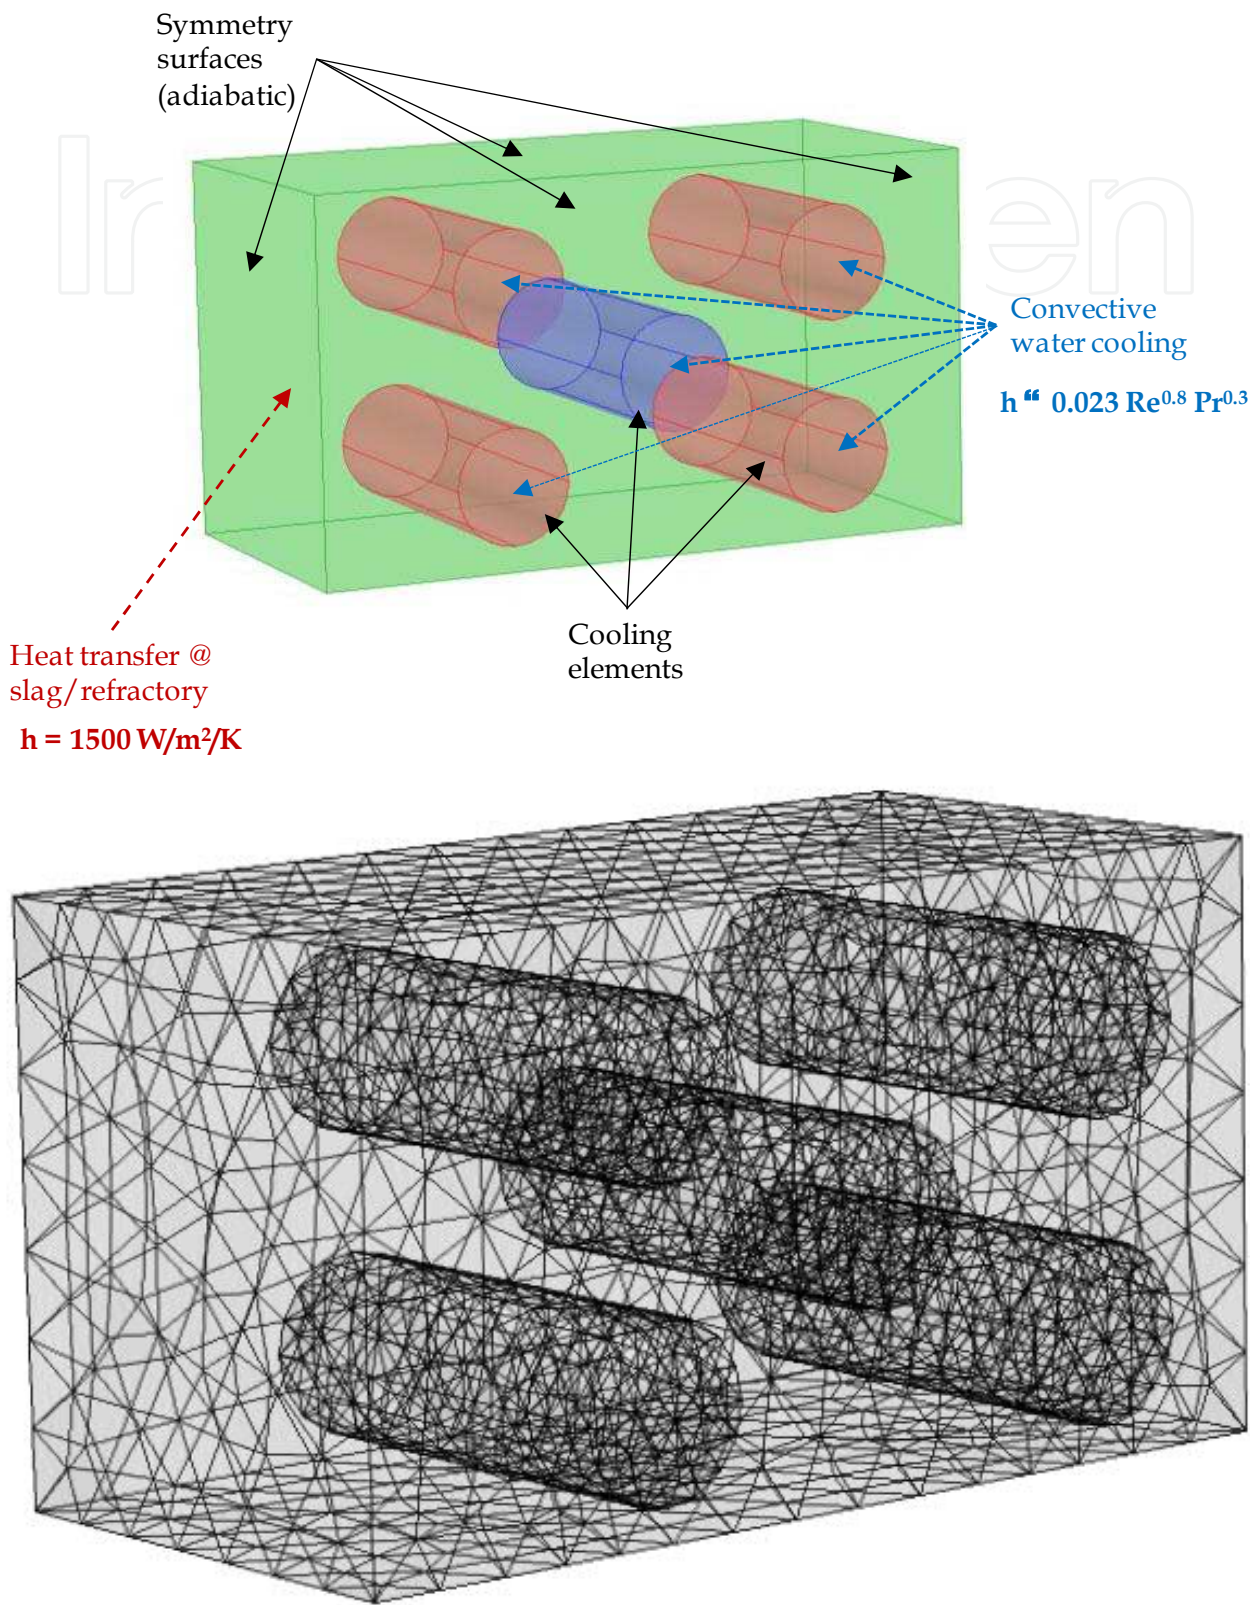 Symmetry
surfaces
(adiabatic)
Convective
water cooling
h “ 0.023 Re⁰·⁸ Pr⁰·³
Cooling
elements
Heat transfer @
slag/refractory
h = 1500 W/m²/K